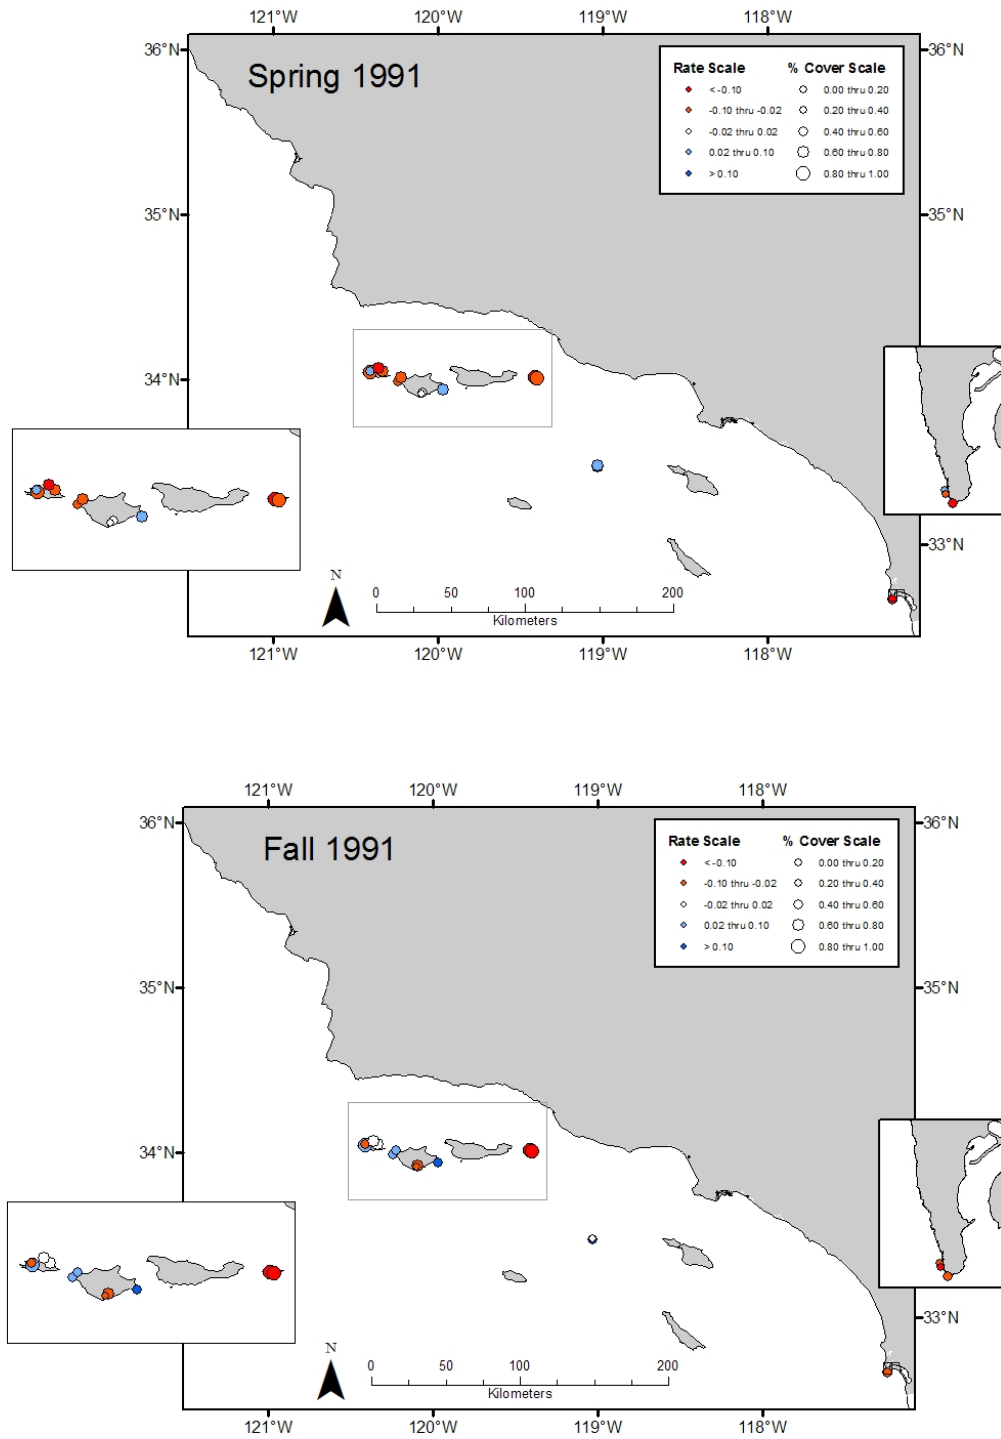 121°W 120°W 119°W 118°W
36°N 36°N
Spring 1991
Rate Scale % Cover Scale
< -0.10 0.00 thru 0.20
-0.10 thru -0.02 0.20 thru 0.40
-0.02 thru 0.02 0.40 thru 0.60
0.02 thru 0.10 0.60 thru 0.80
> 0.10 0.80 thru 1.00
35°N 35°N
34°N 34°N
33°N
N
0 50 100 200
Kilometers
121°W 120°W 119°W 118°W
121°W 120°W 119°W 118°W
36°N 36°N
Fall 1991
Rate Scale % Cover Scale
< -0.10 0.00 thru 0.20
-0.10 thru -0.02 0.20 thru 0.40
-0.02 thru 0.02 0.40 thru 0.60
0.02 thru 0.10 0.60 thru 0.80
> 0.10 0.80 thru 1.00
35°N 35°N
34°N 34°N
33°N
N
0 50 100 200
Kilometers
121°W 120°W 119°W 118°W